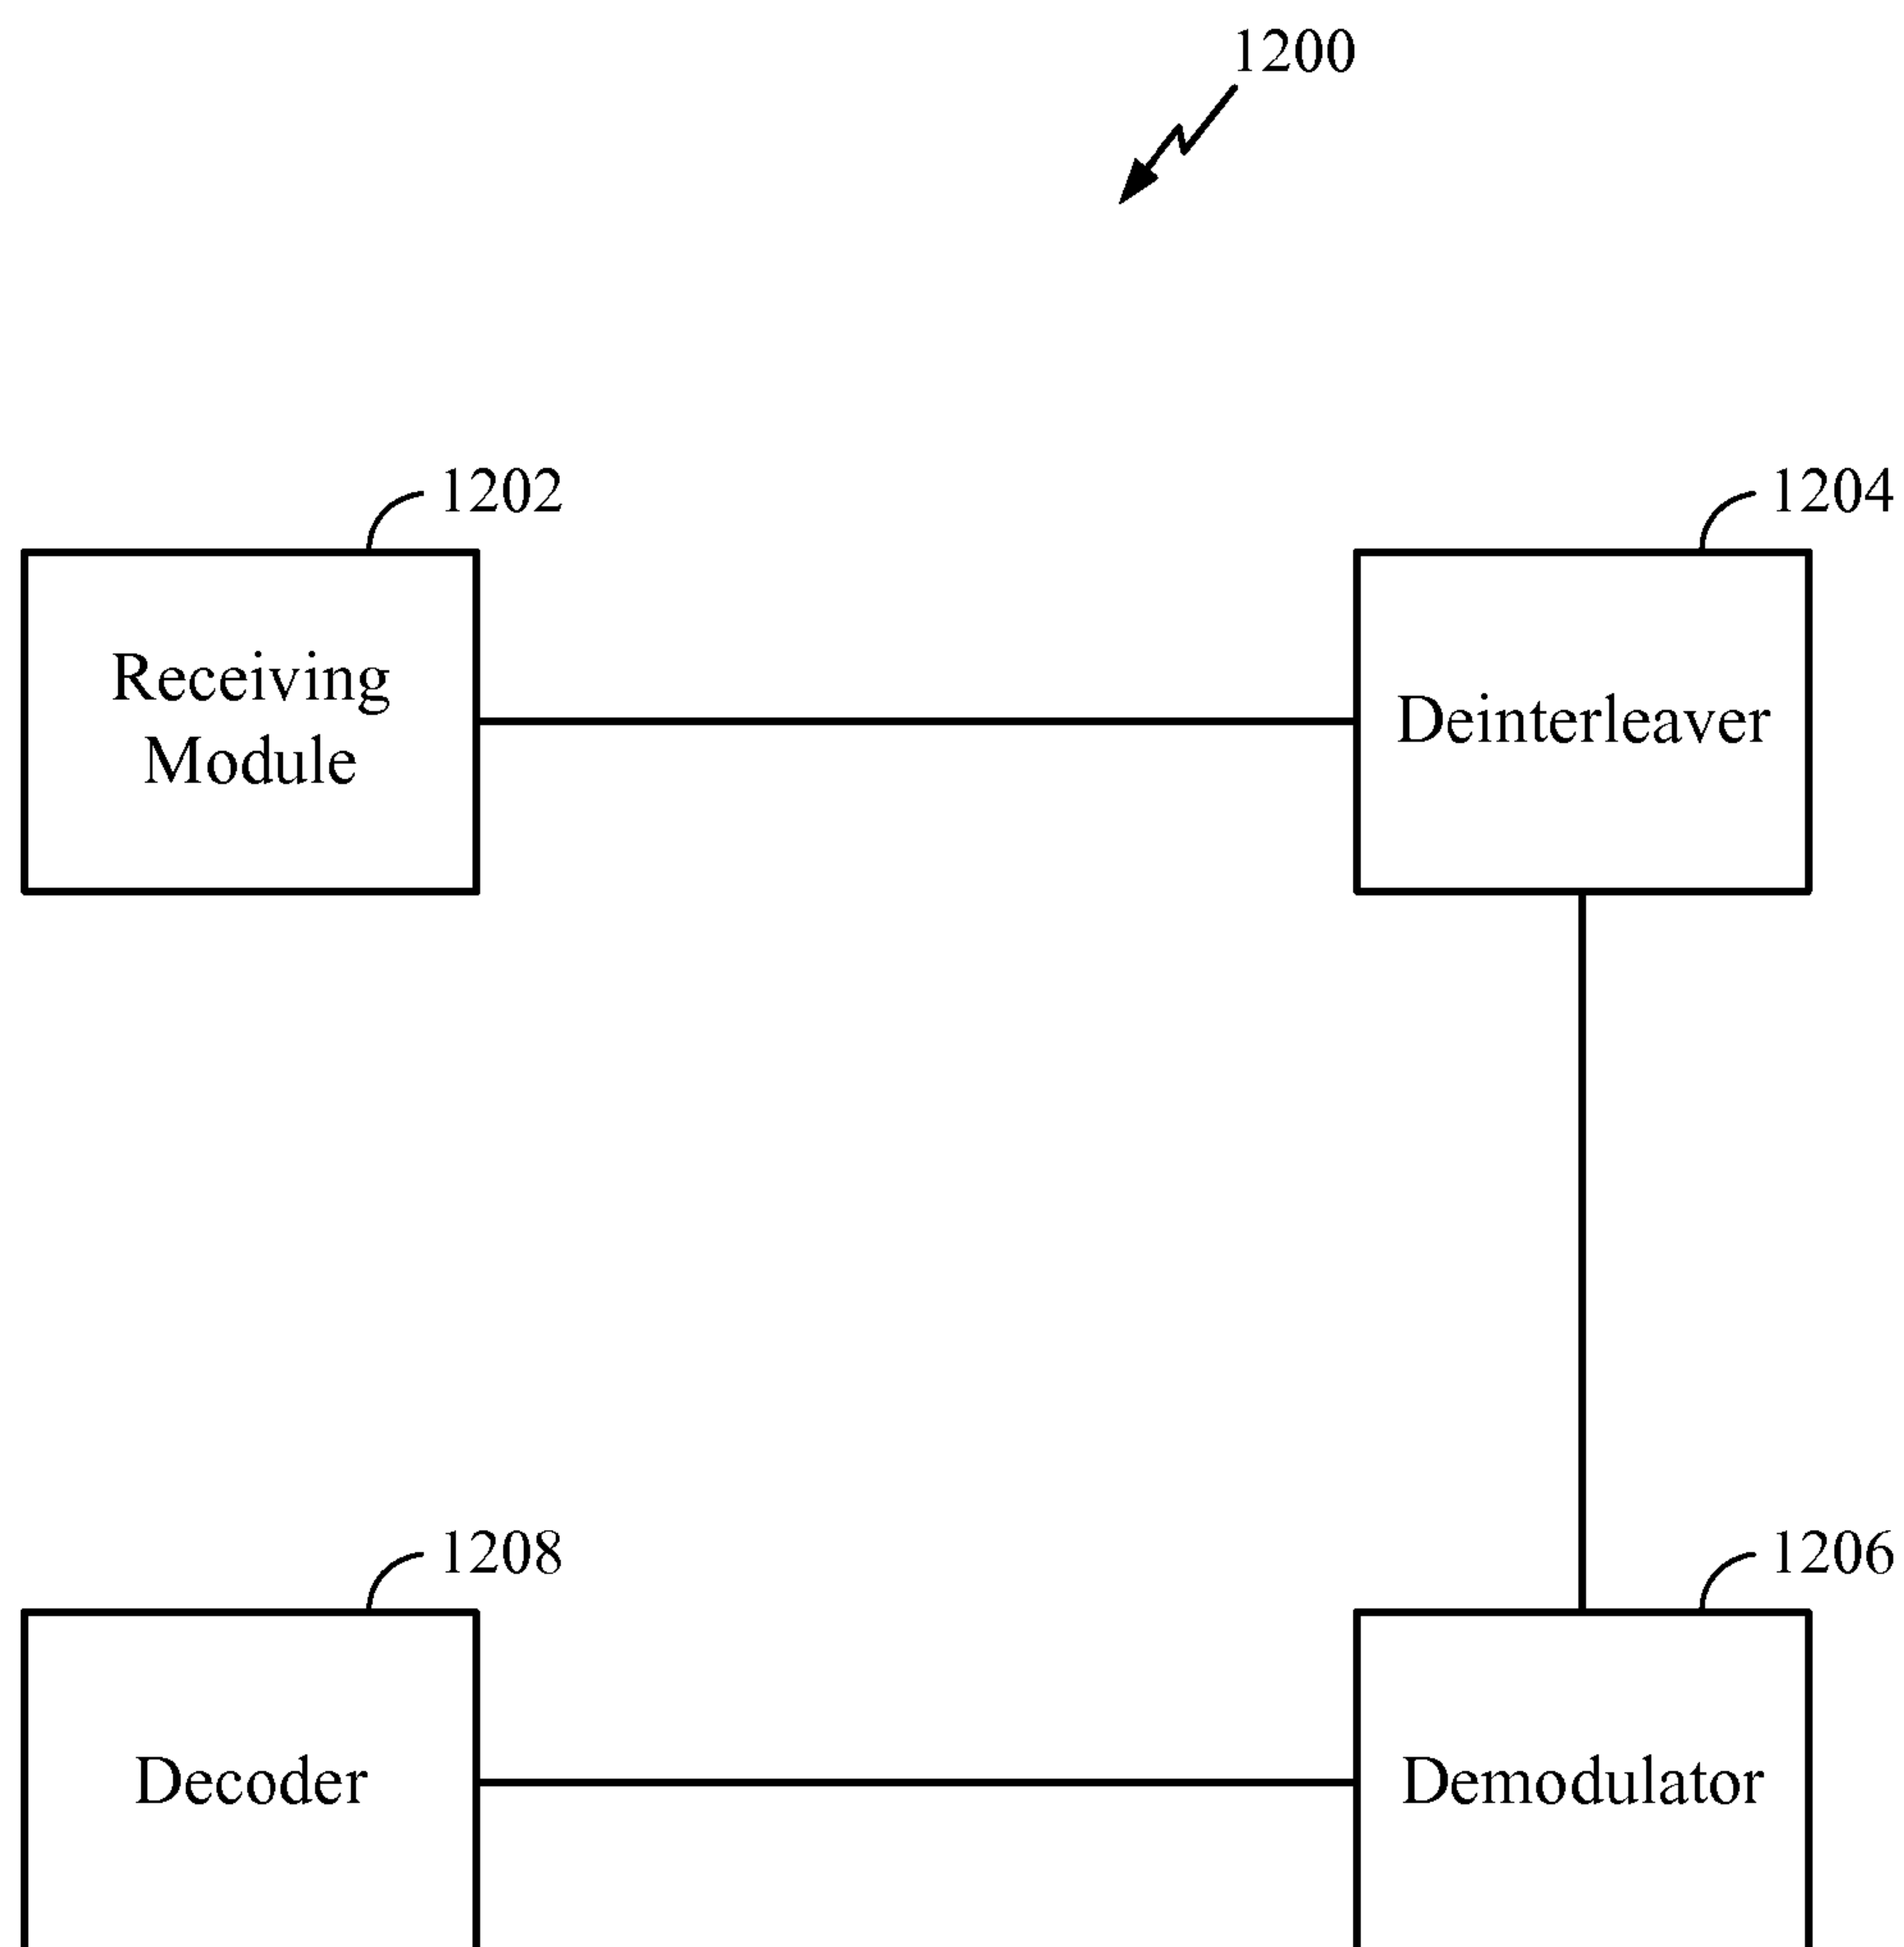 1200
1202
1204
Receiving
Module
Deinterleaver
1208
1206
Decoder
Demodulator